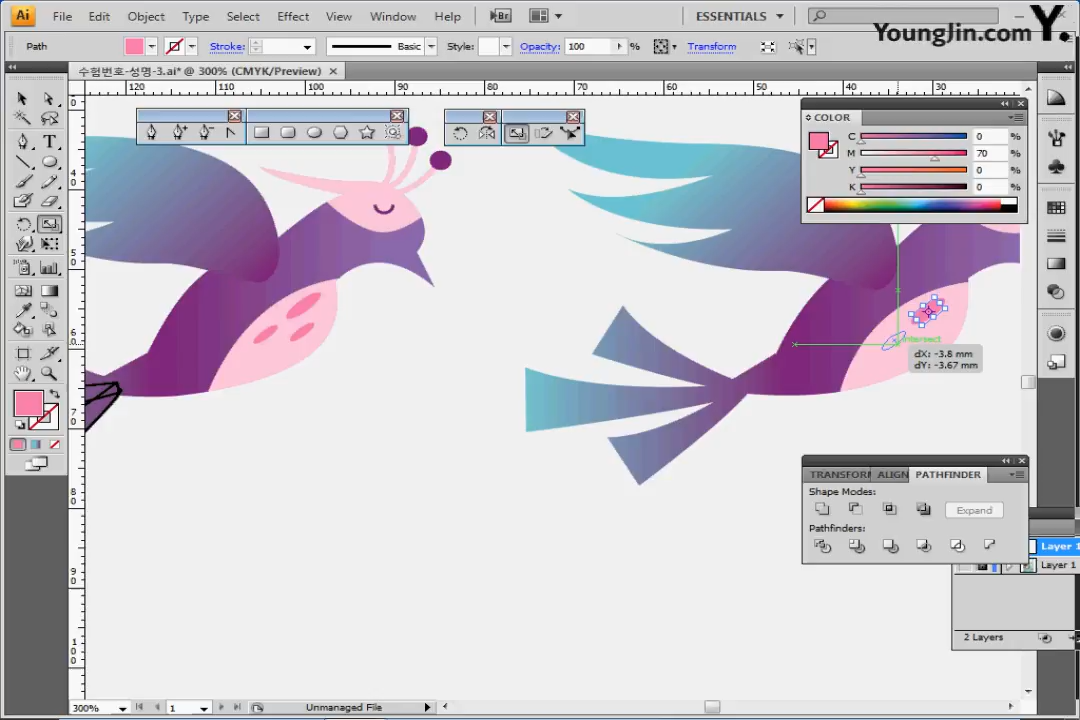 Ai File Edit Object Type Select Effect View Window Help Br ESSENTIALS
YoungJin.com Y.
Path Stroke: Basic Style: Opacity: 100 % Transform
수험번호-성명-3.ai* @ 300% (CMYK/Preview)
120 110 100 90 80 70 60 50 40 30
COLOR
C 0 %
M 70 %
Y 0 %
K 0 %
intersect
dX: -3.8 mm
dY: -3.67 mm
TRANSFORM ALIGN PATHFINDER
Shape Modes:
Expand
Pathfinders:
Layer 1
Layer 1
2 Layers
300% 1 Unmanaged File